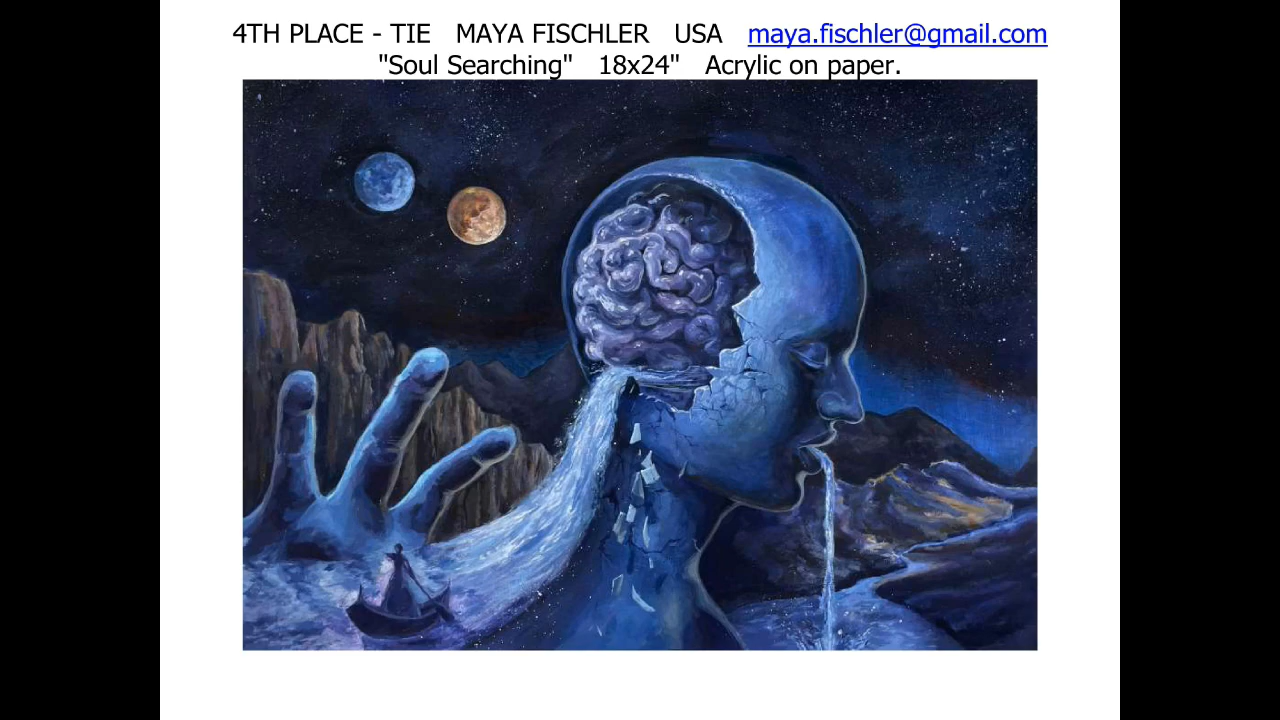 4TH PLACE - TIE   MAYA FISCHLER   USA   maya.fischler@gmail.com
"Soul Searching"   18x24"   Acrylic on paper.